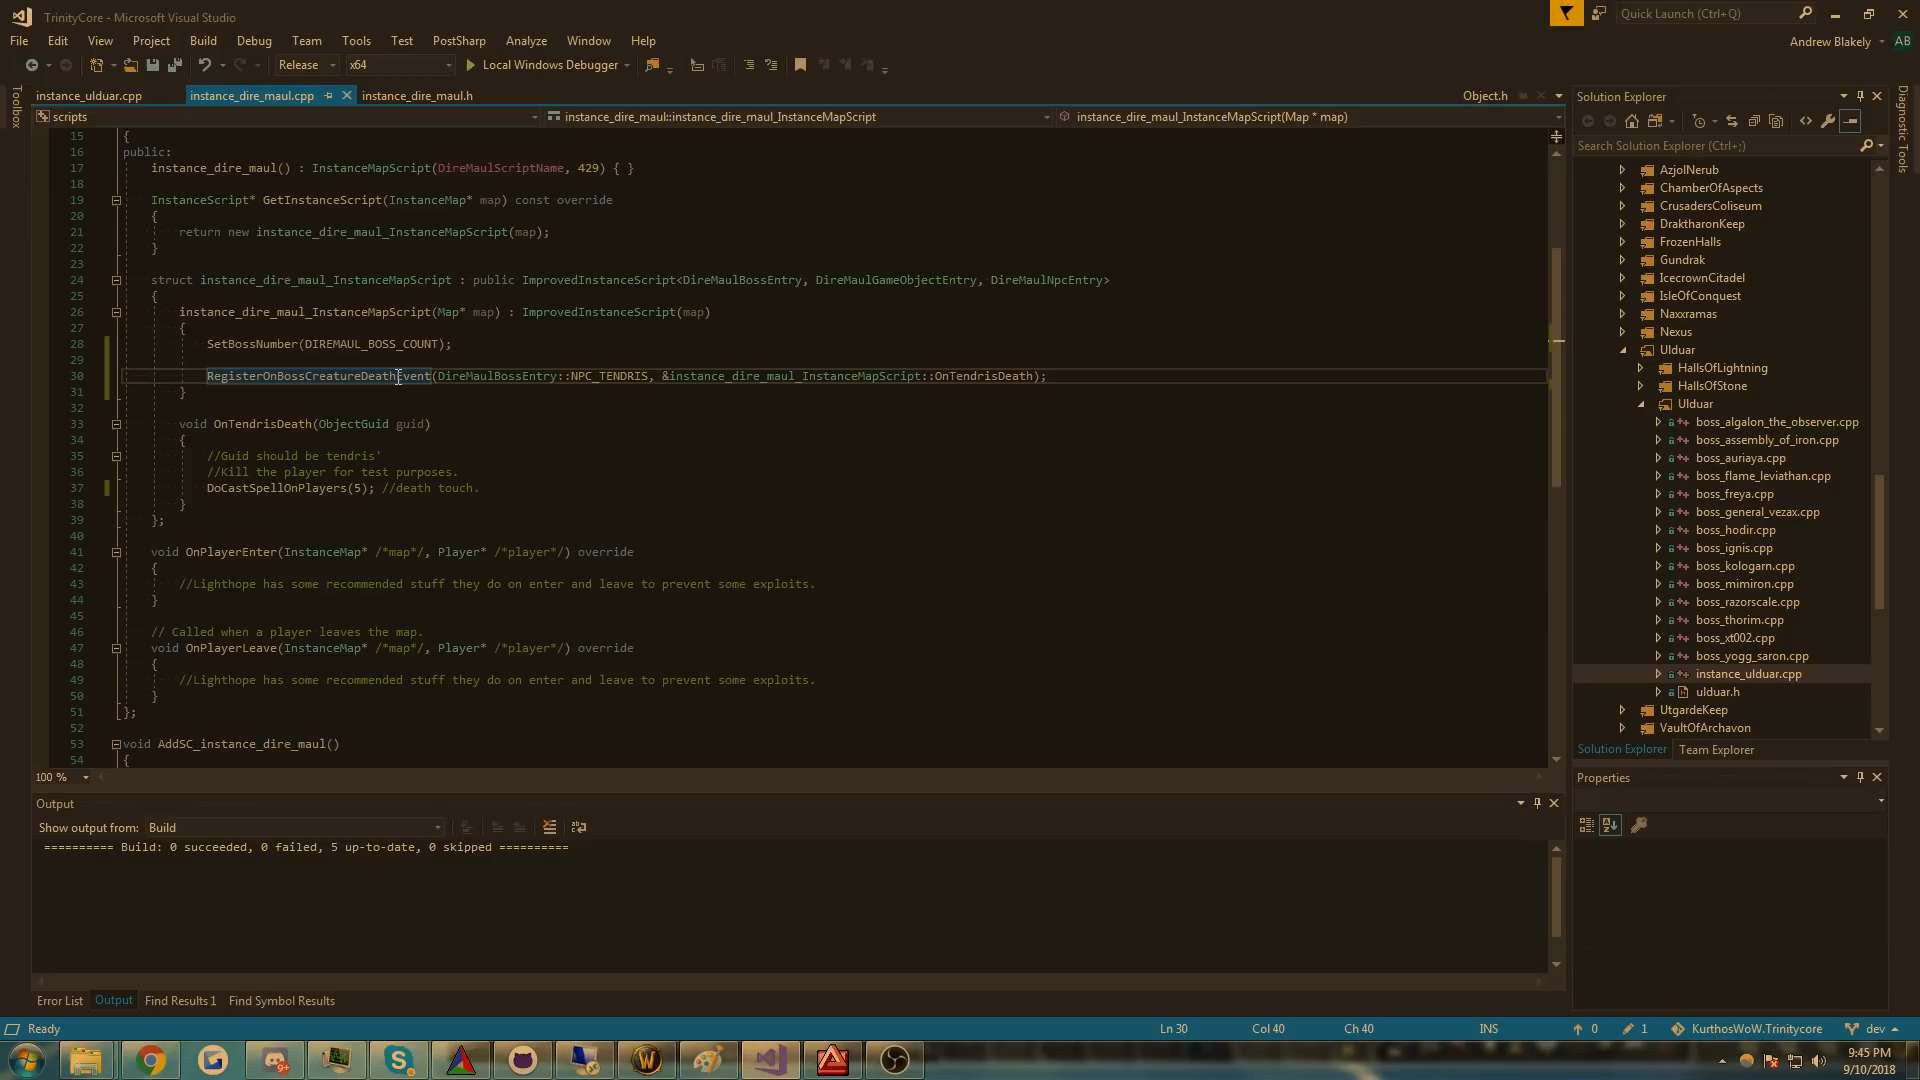 TrinityCore - Microsoft Visual Studio
Quick Launch (Ctrl+Q)
File Edit View Project Build Debug Team Tools Test PostSharp Analyze Window Help
Andrew Blakely AB
Release x64 Local Windows Debugger
Toolbox
instance_ulduar.cpp instance_dire_maul.cpp instance_dire_maul.h Object.h
scripts instance_dire_maul::instance_dire_maul_InstanceMapScript instance_dire_maul_InstanceMapScript(Map * map)
15 {
16 public:
17 instance_dire_maul() : InstanceMapScript(DireMaulScriptName, 429) { }
18
19 InstanceScript* GetInstanceScript(InstanceMap* map) const override
20 {
21 return new instance_dire_maul_InstanceMapScript(map);
22 }
23
24 struct instance_dire_maul_InstanceMapScript : public ImprovedInstanceScript<DireMaulBossEntry, DireMaulGameObjectEntry, DireMaulNpcEntry>
25 {
26 instance_dire_maul_InstanceMapScript(Map* map) : ImprovedInstanceScript(map)
27 {
28 SetBossNumber(DIREMAUL_BOSS_COUNT);
29
30 RegisterOnBossCreatureDeathEvent(DireMaulBossEntry::NPC_TENDRIS, &instance_dire_maul_InstanceMapScript::OnTendrisDeath);
31 }
32
33 void OnTendrisDeath(ObjectGuid guid)
34 {
35 //Guid should be tendris'
36 //Kill the player for test purposes.
37 DoCastSpellOnPlayers(5); //death touch.
38 }
39 };
40
41 void OnPlayerEnter(InstanceMap* /*map*/, Player* /*player*/) override
42 {
43 //Lighthope has some recommended stuff they do on enter and leave to prevent some exploits.
44 }
45
46 // Called when a player leaves the map.
47 void OnPlayerLeave(InstanceMap* /*map*/, Player* /*player*/) override
48 {
49 //Lighthope has some recommended stuff they do on enter and leave to prevent some exploits.
50 }
51 };
52
53 void AddSC_instance_dire_maul()
54 {
100 %
Output
Show output from: Build
========== Build: 0 succeeded, 0 failed, 5 up-to-date, 0 skipped ==========
Error List Output Find Results 1 Find Symbol Results
Solution Explorer
Search Solution Explorer (Ctrl+;)
AzjolNerub
ChamberOfAspects
CrusadersColiseum
DraktharonKeep
FrozenHalls
Gundrak
IcecrownCitadel
IsleOfConquest
Naxxramas
Nexus
Ulduar
HallsOfLightning
HallsOfStone
Ulduar
boss_algalon_the_observer.cpp
boss_assembly_of_iron.cpp
boss_auriaya.cpp
boss_flame_leviathan.cpp
boss_freya.cpp
boss_general_vezax.cpp
boss_hodir.cpp
boss_ignis.cpp
boss_kologarn.cpp
boss_mimiron.cpp
boss_razorscale.cpp
boss_thorim.cpp
boss_xt002.cpp
boss_yogg_saron.cpp
instance_ulduar.cpp
ulduar.h
UtgardeKeep
VaultOfArchavon
Solution Explorer Team Explorer
Properties
Diagnostic Tools
Ready Ln 30 Col 40 Ch 40 INS 0 1 KurthosWoW.Trinitycore dev
9+
9:45 PM
9/10/2018